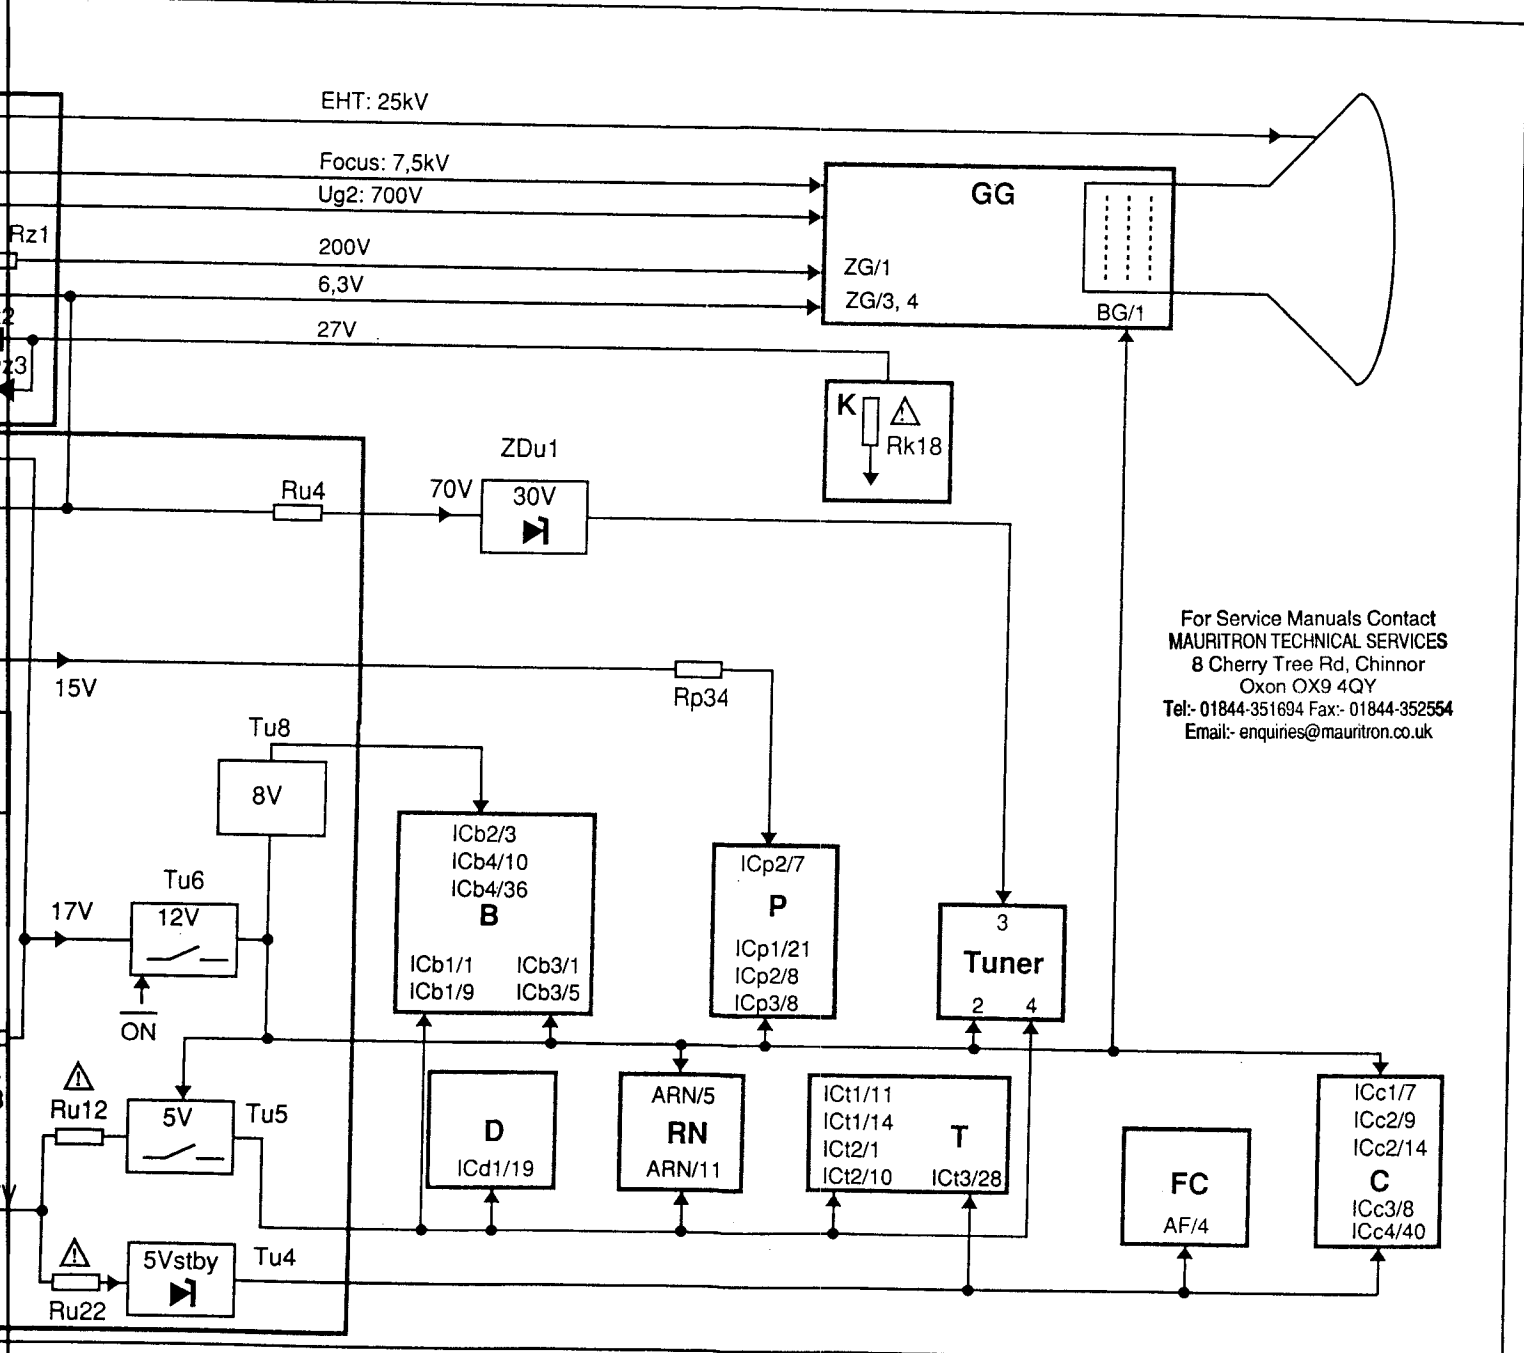 EHT: 25kV
Focus: 7,5kV
Ug2: 700V
GG
Rz1
200V
ZG/1
6,3V
ZG/3, 4
BG/1
27V
K
Rk18
ZDu1
Ru4
70V
30V
For Service Manuals Contact
MAURITRON TECHNICAL SERVICES
8 Cherry Tree Rd, Chinnor
Oxon OX9 4QY
Tel:- 01844-351694 Fax:- 01844-352554
Email:- enquiries@mauritron.co.uk
15V
Rp34
Tu8
8V
ICb2/3
ICb4/10
ICb4/36
B
ICb1/1
ICb3/1
ICb1/9
ICb3/5
ICp2/7
P
ICp1/21
ICp2/8
ICp3/8
Tu6
17V
12V
ON
3
Tuner
2
4
Ru12
5V
Tu5
D
ICd1/19
ARN/5
RN
ARN/11
ICt1/11
ICt1/14
ICt2/1
T
ICt2/10
ICt3/28
FC
AF/4
ICc1/7
ICc2/9
ICc2/14
C
ICc3/8
ICc4/40
5Vstby
Tu4
Ru22